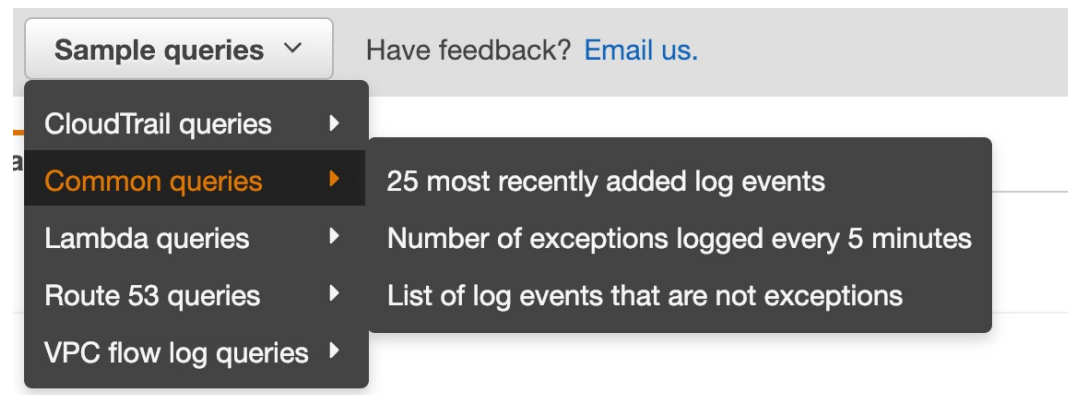 Sample queries Have feedback? Email us.
CloudTrail queries
a
Common queries
25 most recently added log events
Lambda queries
Number of exceptions logged every 5 minutes
Route 53 queries
List of log events that are not exceptions
VPC flow log queries